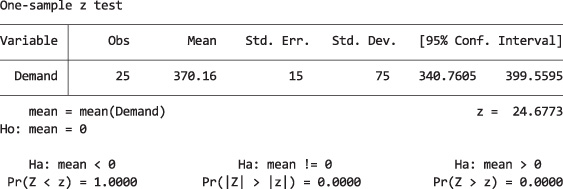 One-sample z test
Variable Obs Mean Std. Err. Std. Dev. [95% Conf. Interval]
Demand 25 370.16 15 75 340.7605 399.5595
mean = mean(Demand) z = 24.6773
Ho: mean = 0
Ha: mean < 0 Ha: mean != 0 Ha: mean > 0
Pr(Z < z) = 1.0000 Pr(|Z| > |z|) = 0.0000 Pr(Z > z) = 0.0000